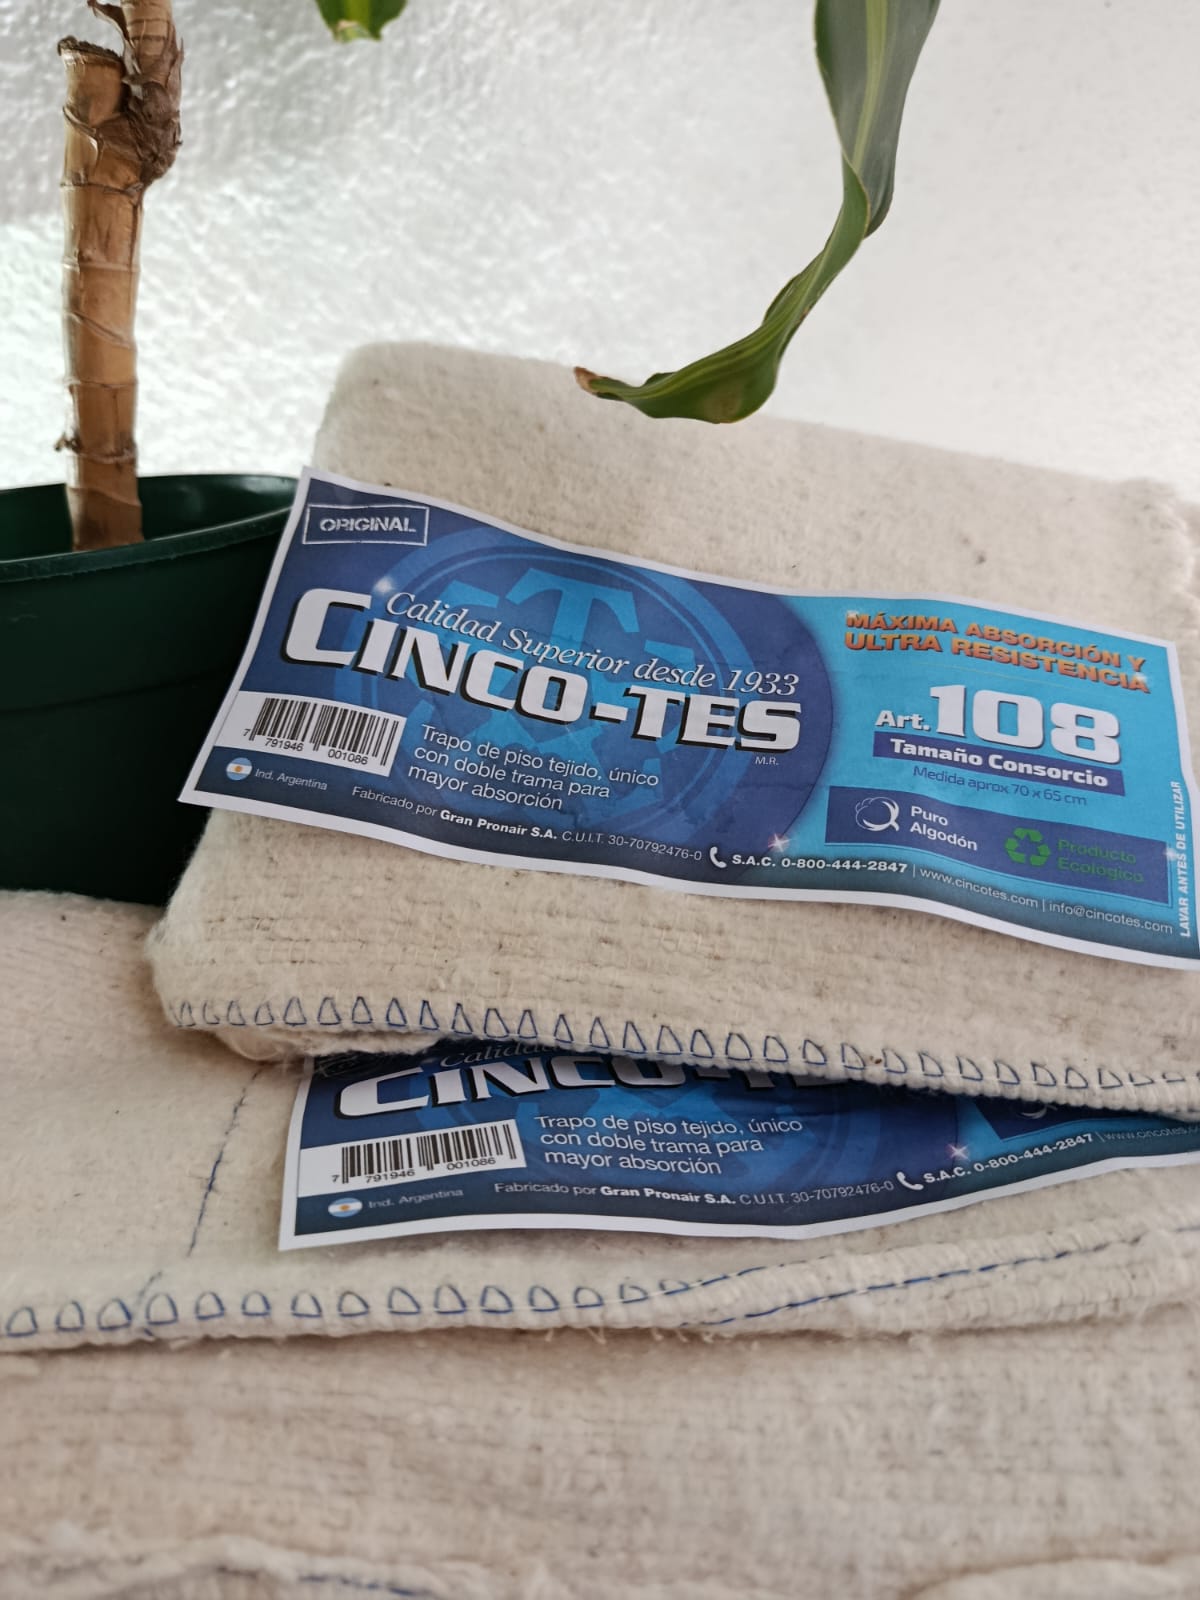 ORIGINAL
Calidad Superior desde 1933
CINCO-TES
M.R.
7 791946 001086
Trapo de piso tejido, único
con doble trama para
mayor absorción
Ind. Argentina
Fabricado por Gran Pronair S.A. C.U.I.T. 30-70792476-0
S.A.C. 0-800-444-2847 | www.cincotes.com | info@cincotes.com
MÁXIMA ABSORCIÓN Y
ULTRA RESISTENCIA
Art. 108
Tamaño Consorcio
Medida aprox 70 x 65 cm
Puro
Algodón
Producto
Ecológico
LAVAR ANTES DE UTILIZAR
Calidad
CINCO-TE
7 791946 001086
Trapo de piso tejido, único
con doble trama para
mayor absorción
Ind. Argentina
Fabricado por Gran Pronair S.A. C.U.I.T. 30-70792476-0
S.A.C. 0-800-444-2847 |